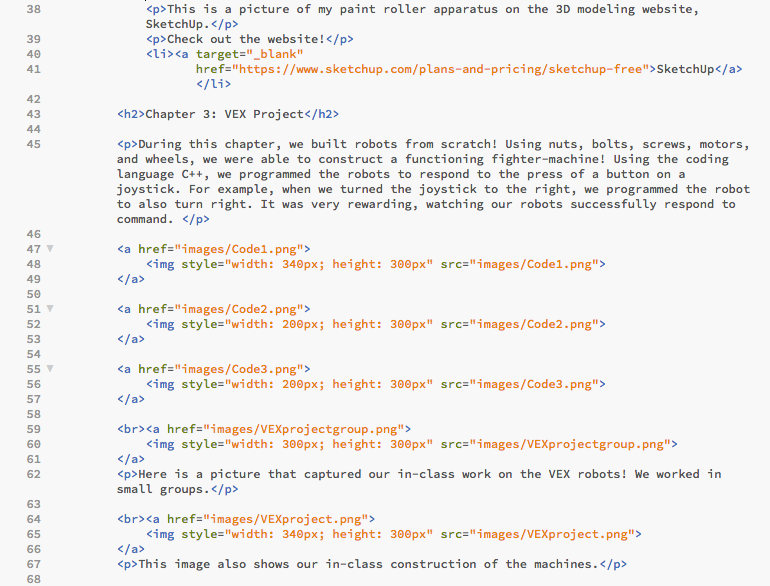 38 <p>This is a picture of my paint roller apparatus on the 3D modeling website,
SketchUp.</p>
39 <p>Check out the website!</p>
40 <li><a target="_blank"
41 href="https://www.sketchup.com/plans-and-pricing/sketchup-free">SketchUp</a>
</li>
42
43 <h2>Chapter 3: VEX Project</h2>
44
45 <p>During this chapter, we built robots from scratch! Using nuts, bolts, screws, motors,
and wheels, we were able to construct a functioning fighter-machine! Using the coding
language C++, we programmed the robots to respond to the press of a button on a
joystick. For example, when we turned the joystick to the right, we programmed the robot
to also turn right. It was very rewarding, watching our robots successfully respond to
command. </p>
46
47 <a href="images/Code1.png">
48 <img style="width: 340px; height: 300px" src="images/Code1.png">
49 </a>
50
51 <a href="images/Code2.png">
52 <img style="width: 200px; height: 300px" src="images/Code2.png">
53 </a>
54
55 <a href="images/Code3.png">
56 <img style="width: 200px; height: 300px" src="images/Code3.png">
57 </a>
58
59 <br><a href="images/VEXprojectgroup.png">
60 <img style="width: 300px; height: 300px" src="images/VEXprojectgroup.png">
61 </a>
62 <p>Here is a picture that captured our in-class work on the VEX robots! We worked in
small groups.</p>
63
64 <br><a href="images/VEXproject.png">
65 <img style="width: 340px; height: 300px" src="images/VEXproject.png">
66 </a>
67 <p>This image also shows our in-class construction of the machines.</p>
68